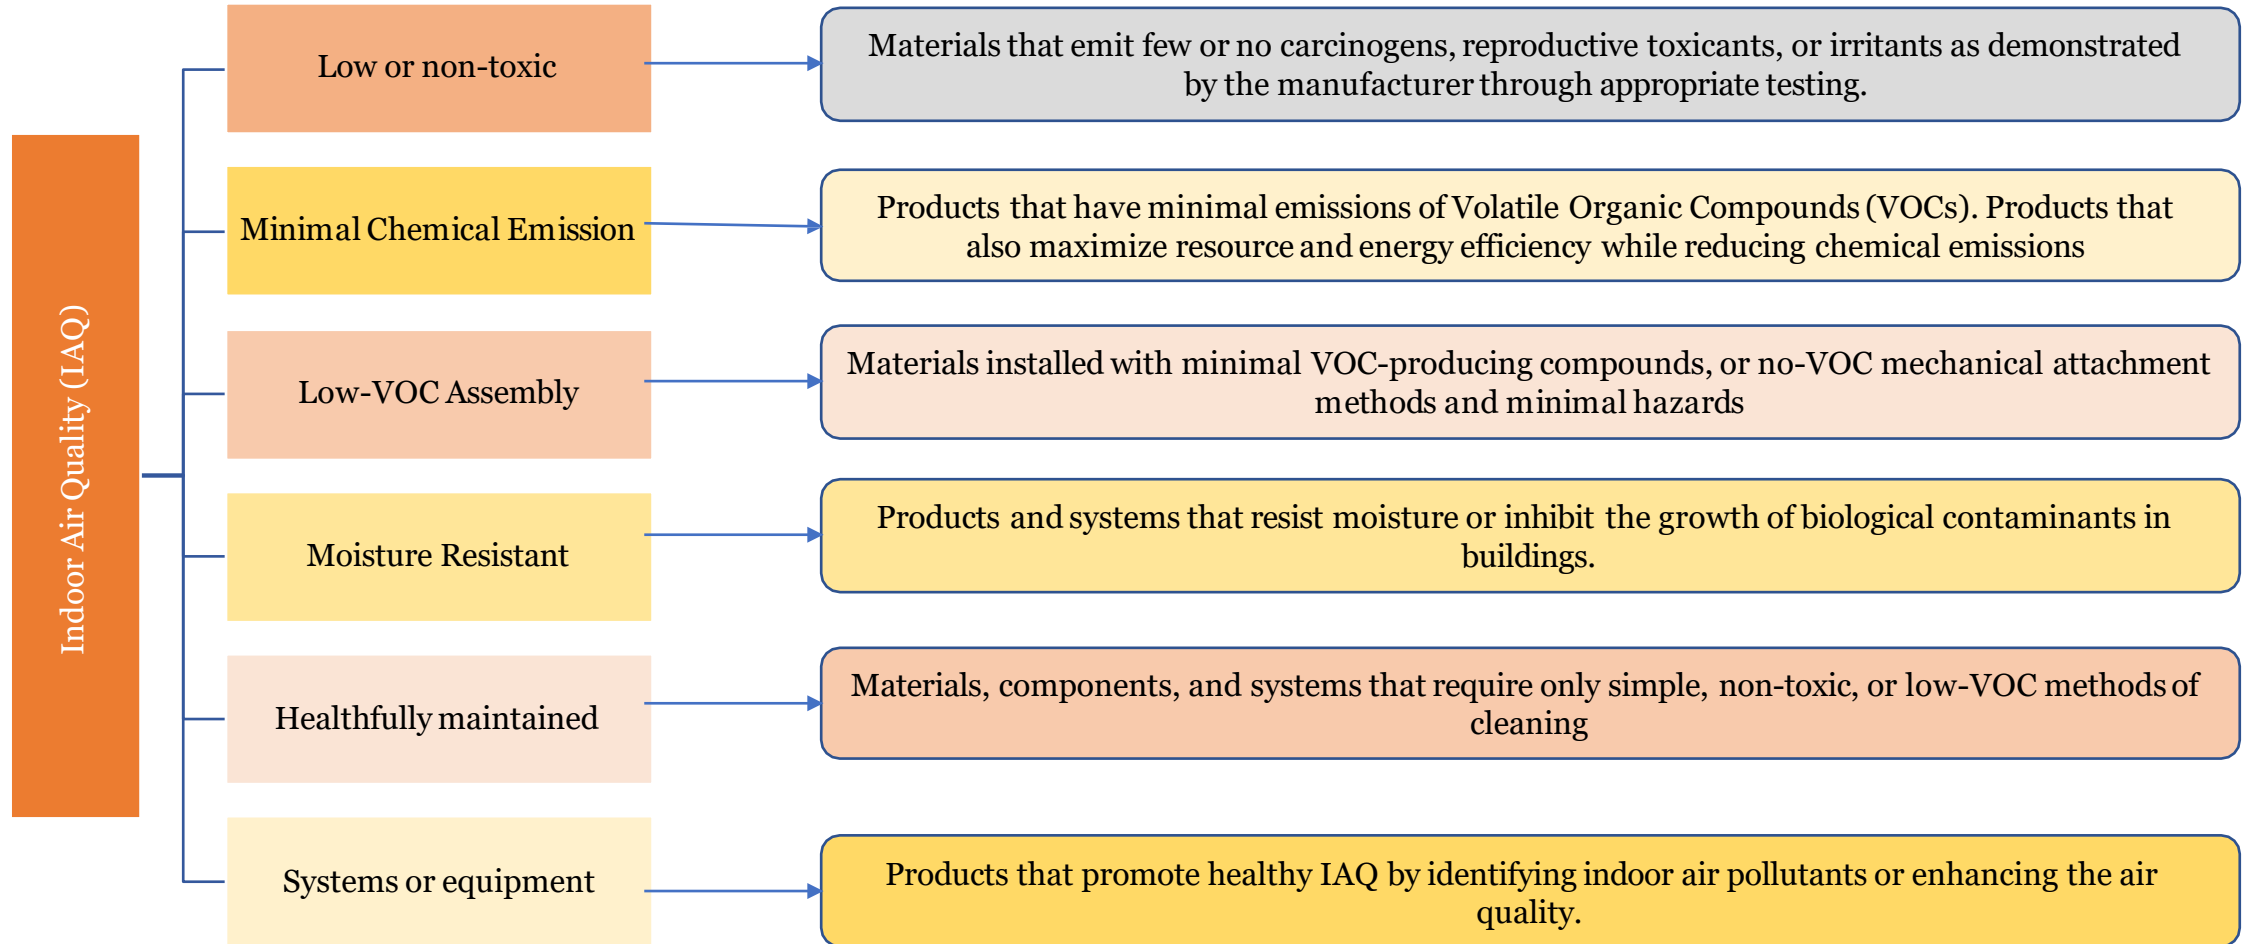 Indoor Air Quality (IAQ)
Low or non-toxic
Materials that emit few or no carcinogens, reproductive toxicants, or irritants as demonstrated
by the manufacturer through appropriate testing.
Minimal Chemical Emission
Products that have minimal emissions of Volatile Organic Compounds (VOCs). Products that
also maximize resource and energy efficiency while reducing chemical emissions
Low-VOC Assembly
Materials installed with minimal VOC-producing compounds, or no-VOC mechanical attachment
methods and minimal hazards
Moisture Resistant
Products and systems that resist moisture or inhibit the growth of biological contaminants in
buildings.
Healthfully maintained
Materials, components, and systems that require only simple, non-toxic, or low-VOC methods of
cleaning
Systems or equipment
Products that promote healthy IAQ by identifying indoor air pollutants or enhancing the air
quality.